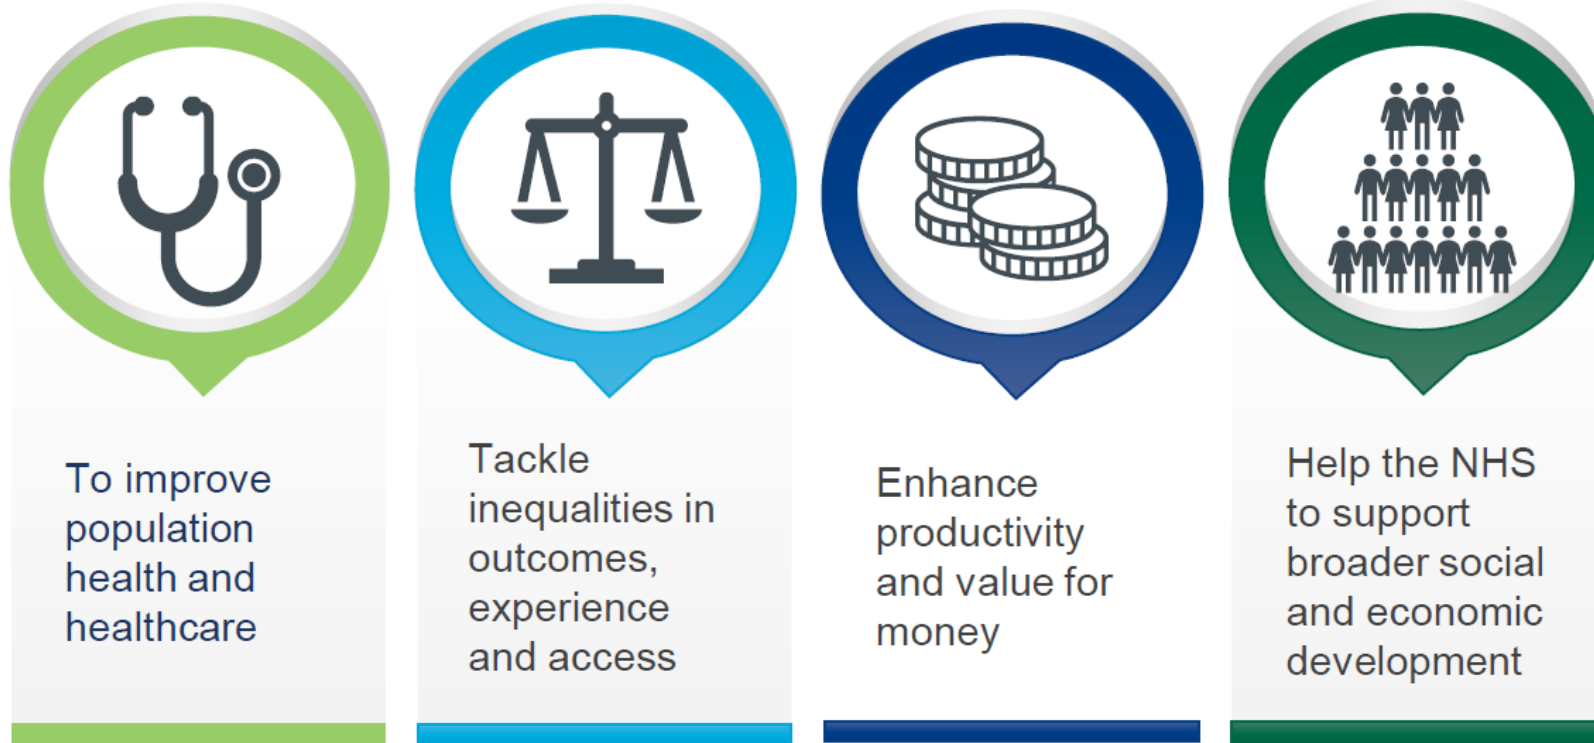 To improve
population
health and
healthcare
Tackle
inequalities in
outcomes,
experience
and access
Enhance
productivity
and value for
money
Help the NHS
to support
broader social
and economic
development